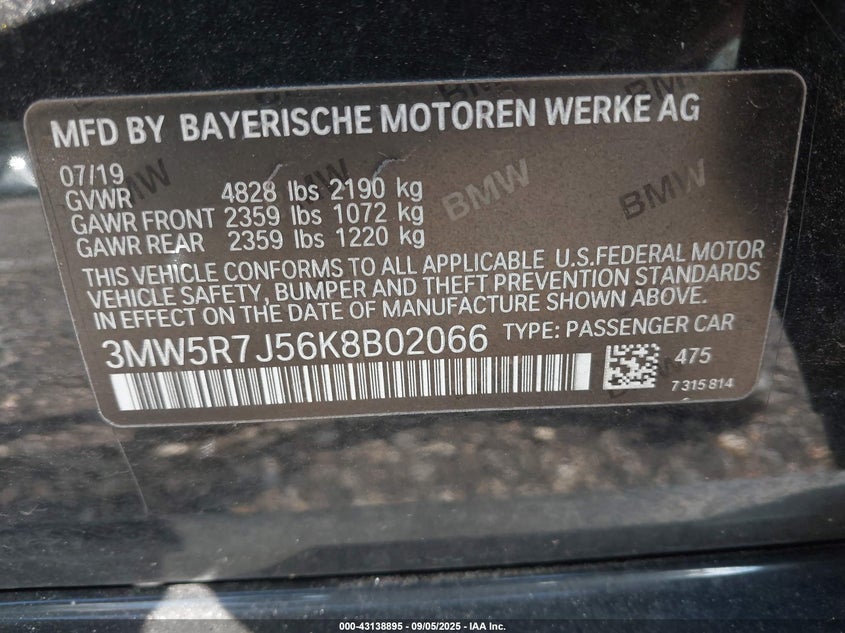 MFD BY BAYERISCHE MOTOREN WERKE AG
07/19
GVWR 4828 lbs 2190 kg
GAWR FRONT 2359 lbs 1072 kg
GAWR REAR 2359 lbs 1220 kg
THIS VEHICLE CONFORMS TO ALL APPLICABLE U.S.FEDERAL MOTOR
VEHICLE SAFETY, BUMPER AND THEFT PREVENTION STANDARDS
IN EFFECT ON THE DATE OF MANUFACTURE SHOWN ABOVE.
3MW5R7J56K8B02066 TYPE: PASSENGER CAR
475
7315814
BMW
BMW
BMW
BMW
000-43138895 - 09/05/2025 - IAA Inc.